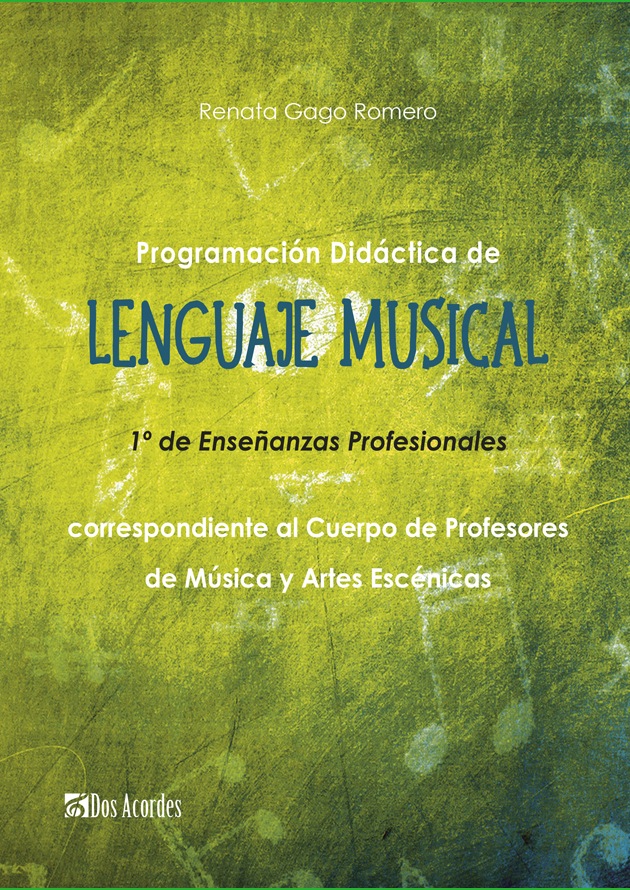 Renata Gago Romero
Programación Didáctica de
LENGUAJE MUSICAL
1º de Enseñanzas Profesionales
correspondiente al Cuerpo de Profesores
de Música y Artes Escénicas
Dos Acordes